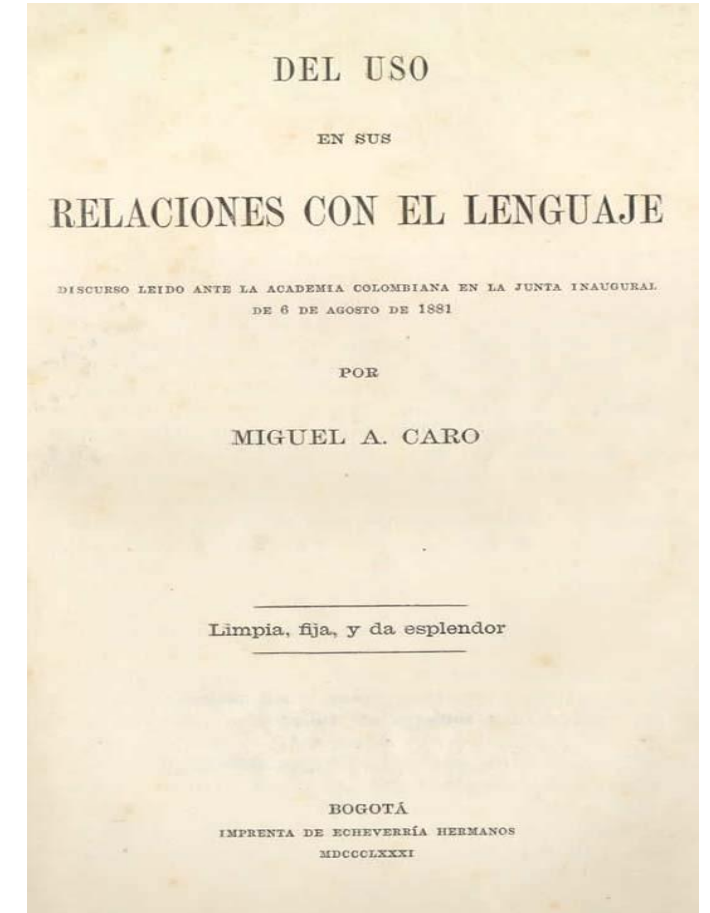 DEL USO
EN SUS
RELACIONES CON EL LENGUAJE
DISCURSO LEIDO ANTE LA ACADEMIA COLOMBIANA EN LA JUNTA INAUGURAL
DE 6 DE AGOSTO DE 1881
POR
MIGUEL A. CARO
Limpia, fija, y da esplendor
BOGOTÁ
IMPRENTA DE ECHEVERRÍA HERMANOS
MDCCCLXXXI